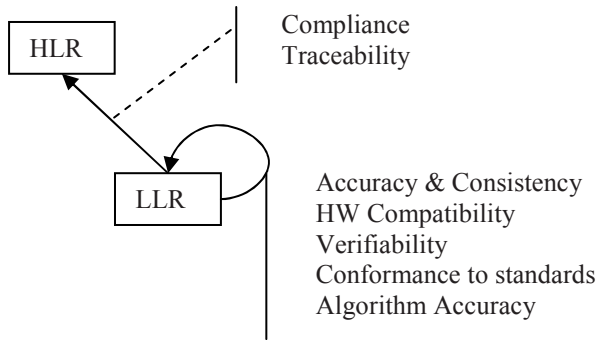 Compliance
Traceability
HLR
LLR
Accuracy & Consistency
HW Compatibility
Verifiability
Conformance to standards
Algorithm Accuracy